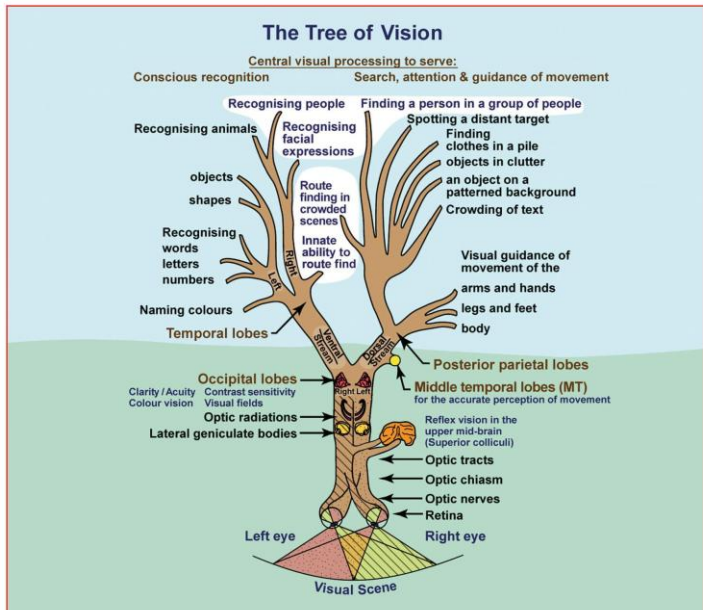 The Tree of Vision
Central visual processing to serve:
Conscious recognition
Search, attention & guidance of movement
Recognising people
Finding a person in a group of people
Recognising animals
Recognising
facial
expressions
Spotting a distant target
Finding
clothes in a pile
objects in clutter
an object on a
patterned background
Crowding of text
objects
shapes
Route
finding in
crowded
scenes
Innate
ability to
route find
Recognising
words
letters
numbers
Naming colours
Left
Right
Visual guidance of
movement of the
arms and hands
legs and feet
body
Temporal lobes
Ventral
Stream
Dorsal
Stream
Posterior parietal lobes
Occipital lobes
Right Left
Middle temporal lobes (MT)
for the accurate perception of movement
Clarity / Acuity
Contrast sensitivity
Colour vision
Visual fields
Optic radiations
Lateral geniculate bodies
Reflex vision in the
upper mid-brain
(Superior colliculi)
Optic tracts
Optic chiasm
Optic nerves
Retina
Left eye
Right eye
Visual Scene